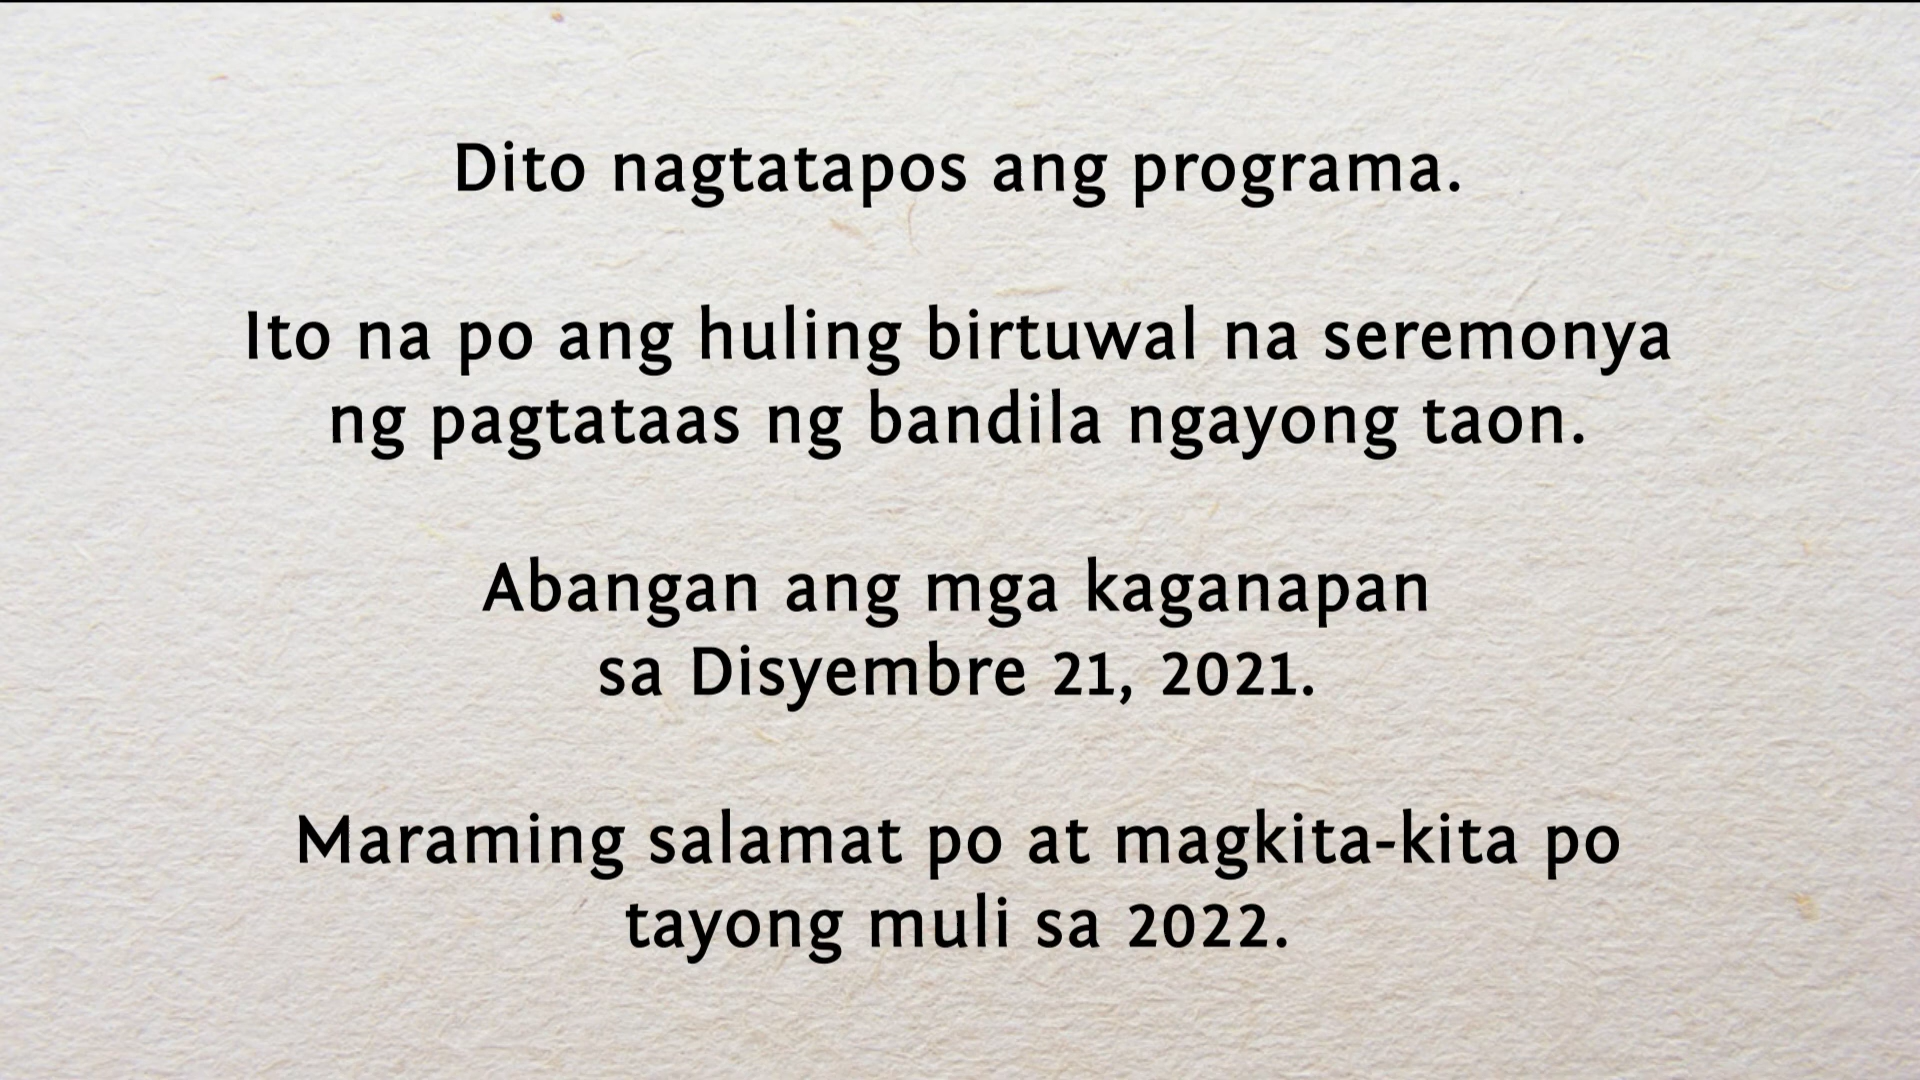 Dito nagtatapos ang programa.
Ito na po ang huling birtuwal na seremonya
ng pagtataas ng bandila ngayong taon.
Abangan ang mga kaganapan
sa Disyembre 21, 2021.
Maraming salamat po at magkita-kita po
tayong muli sa 2022.